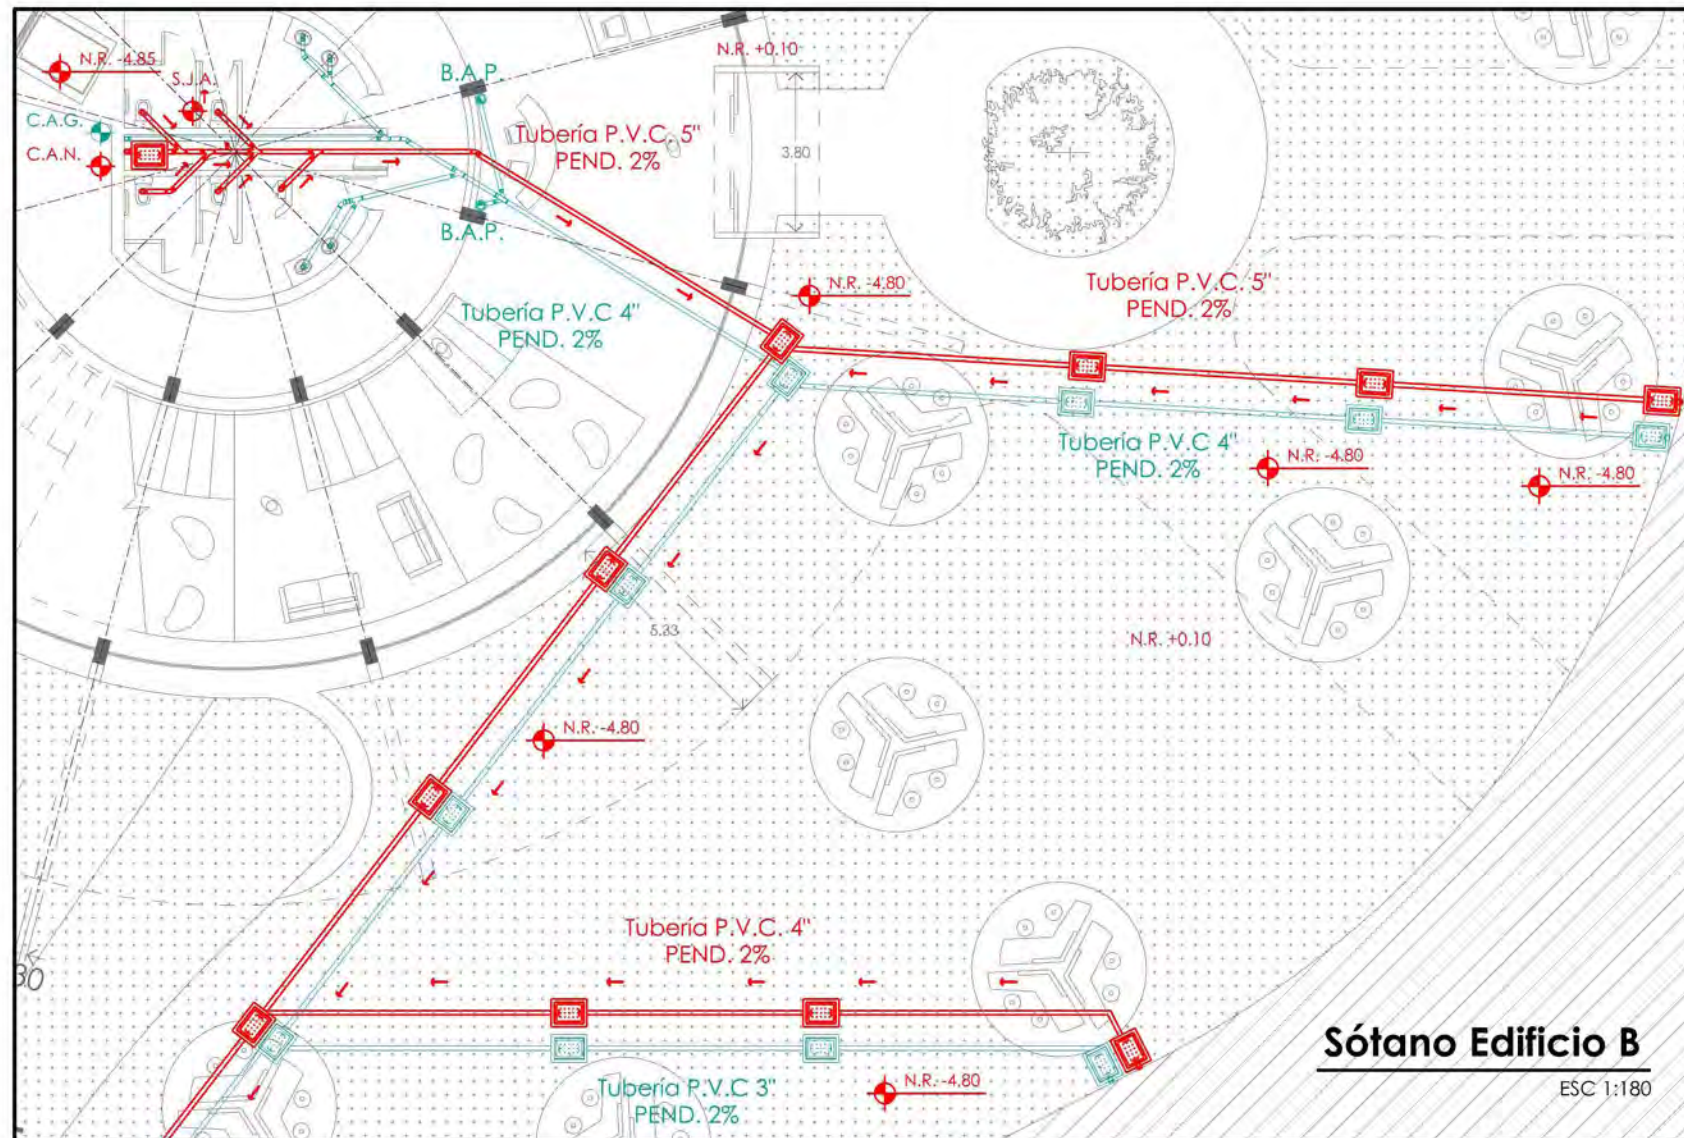 N.R. +0.10
N.R. -4.85
S.J.A.
B.A.P.
C.A.G.
C.A.N.
Tubería P.V.C. 5"
PEND. 2%
3.80
B.A.P.
N.R. -4.80
Tubería P.V.C. 5"
PEND. 2%
Tubería P.V.C 4"
PEND. 2%
Tubería P.V.C 4"
PEND. 2%
N.R. -4.80
N.R. -4.80
5.33
N.R. +0.10
N.R. -4.80
Tubería P.V.C. 4"
PEND. 2%
30
Sótano Edificio B
ESC 1:180
Tubería P.V.C 3"
PEND. 2%
N.R. -4.80